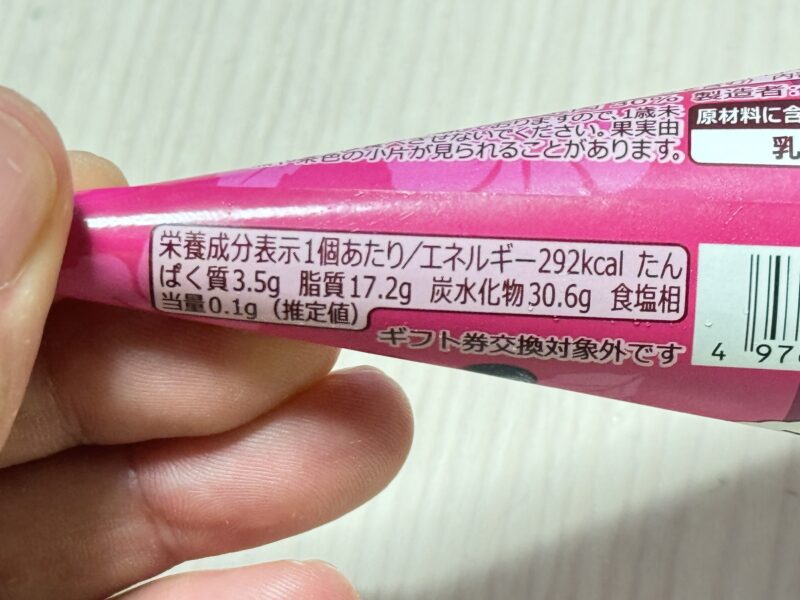 製造者
りますので、1歳未
せないでください。果実由
色の小片が見られることがあります。
原材料に含
乳
栄養成分表示1個あたり/エネルギー292kcal たん
ぱく質3.5g 脂質17.2g 炭水化物30.6g 食塩相
当量0.1g（推定値）
ギフト券交換対象外です
4 97